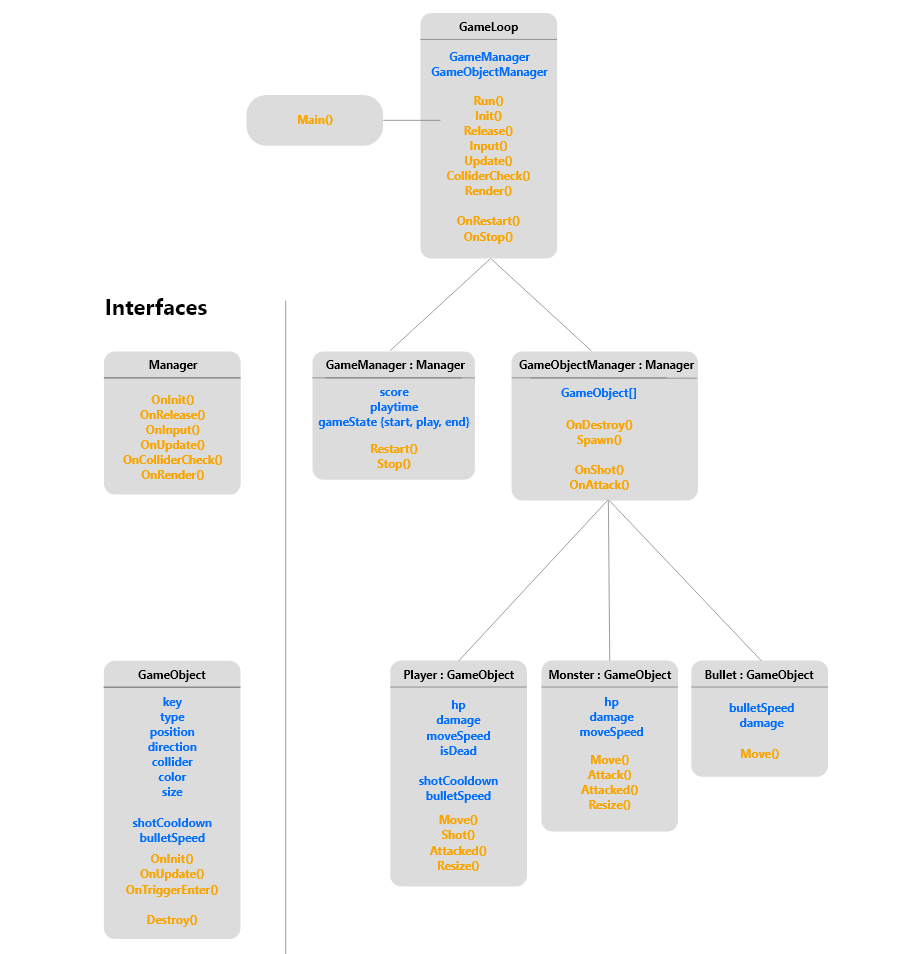 GameLoop
GameManager
GameObjectManager
Run()
Init()
Release()
Input()
Update()
ColliderCheck()
Render()
OnRestart()
OnStop()
Main()
Interfaces
Manager
OnInit()
OnRelease()
OnInput()
OnUpdate()
OnColliderCheck()
OnRender()
GameManager : Manager
score
playtime
gameState {start, play, end}
Restart()
Stop()
GameObjectManager : Manager
GameObject[]
OnDestroy()
Spawn()
OnShot()
OnAttack()
GameObject
key
type
position
direction
collider
color
size
shotCooldown
bulletSpeed
OnInit()
OnUpdate()
OnTriggerEnter()
Destroy()
Player : GameObject
hp
damage
moveSpeed
isDead
shotCooldown
bulletSpeed
Move()
Shot()
Attacked()
Resize()
Monster : GameObject
hp
damage
moveSpeed
Move()
Attack()
Attacked()
Resize()
Bullet : GameObject
bulletSpeed
damage
Move()